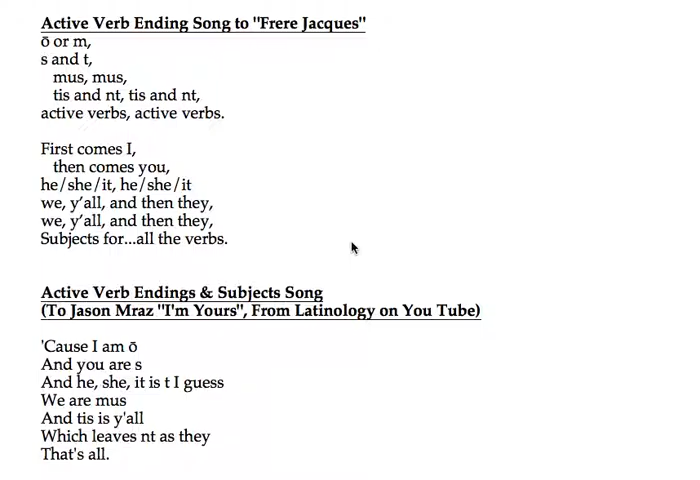 Active Verb Ending Song to "Frere Jacques"
ō or m,
s and t,
mus, mus,
tis and nt, tis and nt,
active verbs, active verbs.
First comes I,
then comes you,
he/she/it, he/she/it
we, y'all, and then they,
we, y'all, and then they,
Subjects for...all the verbs.
Active Verb Endings & Subjects Song
(To Jason Mraz "I'm Yours", From Latinology on You Tube)
'Cause I am ō
And you are s
And he, she, it is t I guess
We are mus
And tis is y'all
Which leaves nt as they
That's all.